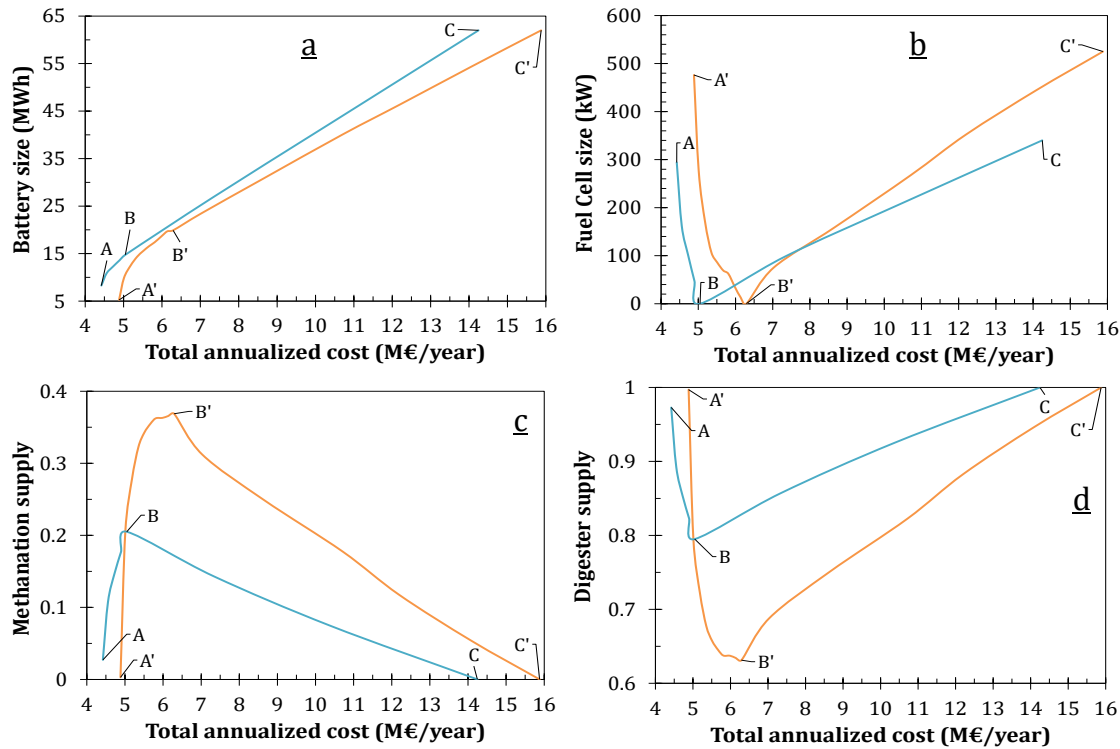 a
Battery size (MWh)
65
55
45
35
25
15
5
A
B
C
A'
B'
C'
4 5 6 7 8 9 10 11 12 13 14 15 16
Total annualized cost (M€/year)
b
Fuel Cell size (kW)
600
500
400
300
200
100
0
A
B
C
A'
B'
C'
4 5 6 7 8 9 10 11 12 13 14 15 16
Total annualized cost (M€/year)
c
Methanation supply
0.4
0.3
0.2
0.1
0
A
B
C
A'
B'
C'
4 5 6 7 8 9 10 11 12 13 14 15 16
Total annualized cost (M€/year)
d
Digester supply
1
0.9
0.8
0.7
0.6
A
B
C
A'
B'
C'
4 5 6 7 8 9 10 11 12 13 14 15 16
Total annualized cost (M€/year)